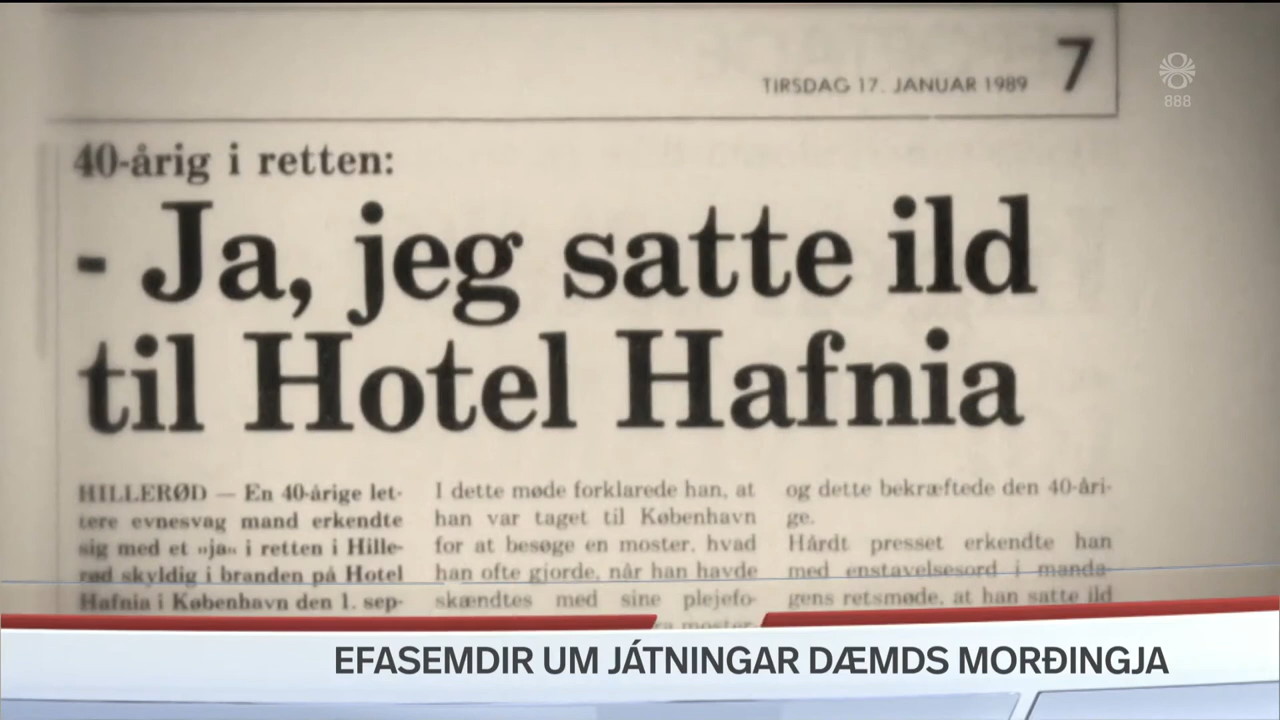 TIRSDAG 17. JANUAR 1989 7
888
40-årig i retten:
- Ja, jeg satte ild
til Hotel Hafnia
HILLERØD — En 40-årige let-
tere evnesvag mand erkendte
sig med et »ja« i retten i Hille-
rød skyldig i branden på Hotel
Hafnia i København den 1. sep-
I dette møde forklarede han, at
han var taget til København
for at besøge en moster, hvad
han ofte gjorde, når han havde
skændtes med sine plejefo-
moster,
og dette bekræftede den 40-åri-
ge.
Hårdt presset erkendte han
med enstavelsesord i manda-
gens retsmøde, at han satte ild
EFASEMDIR UM JÁTNINGAR DÆMDS MORÐINGJA